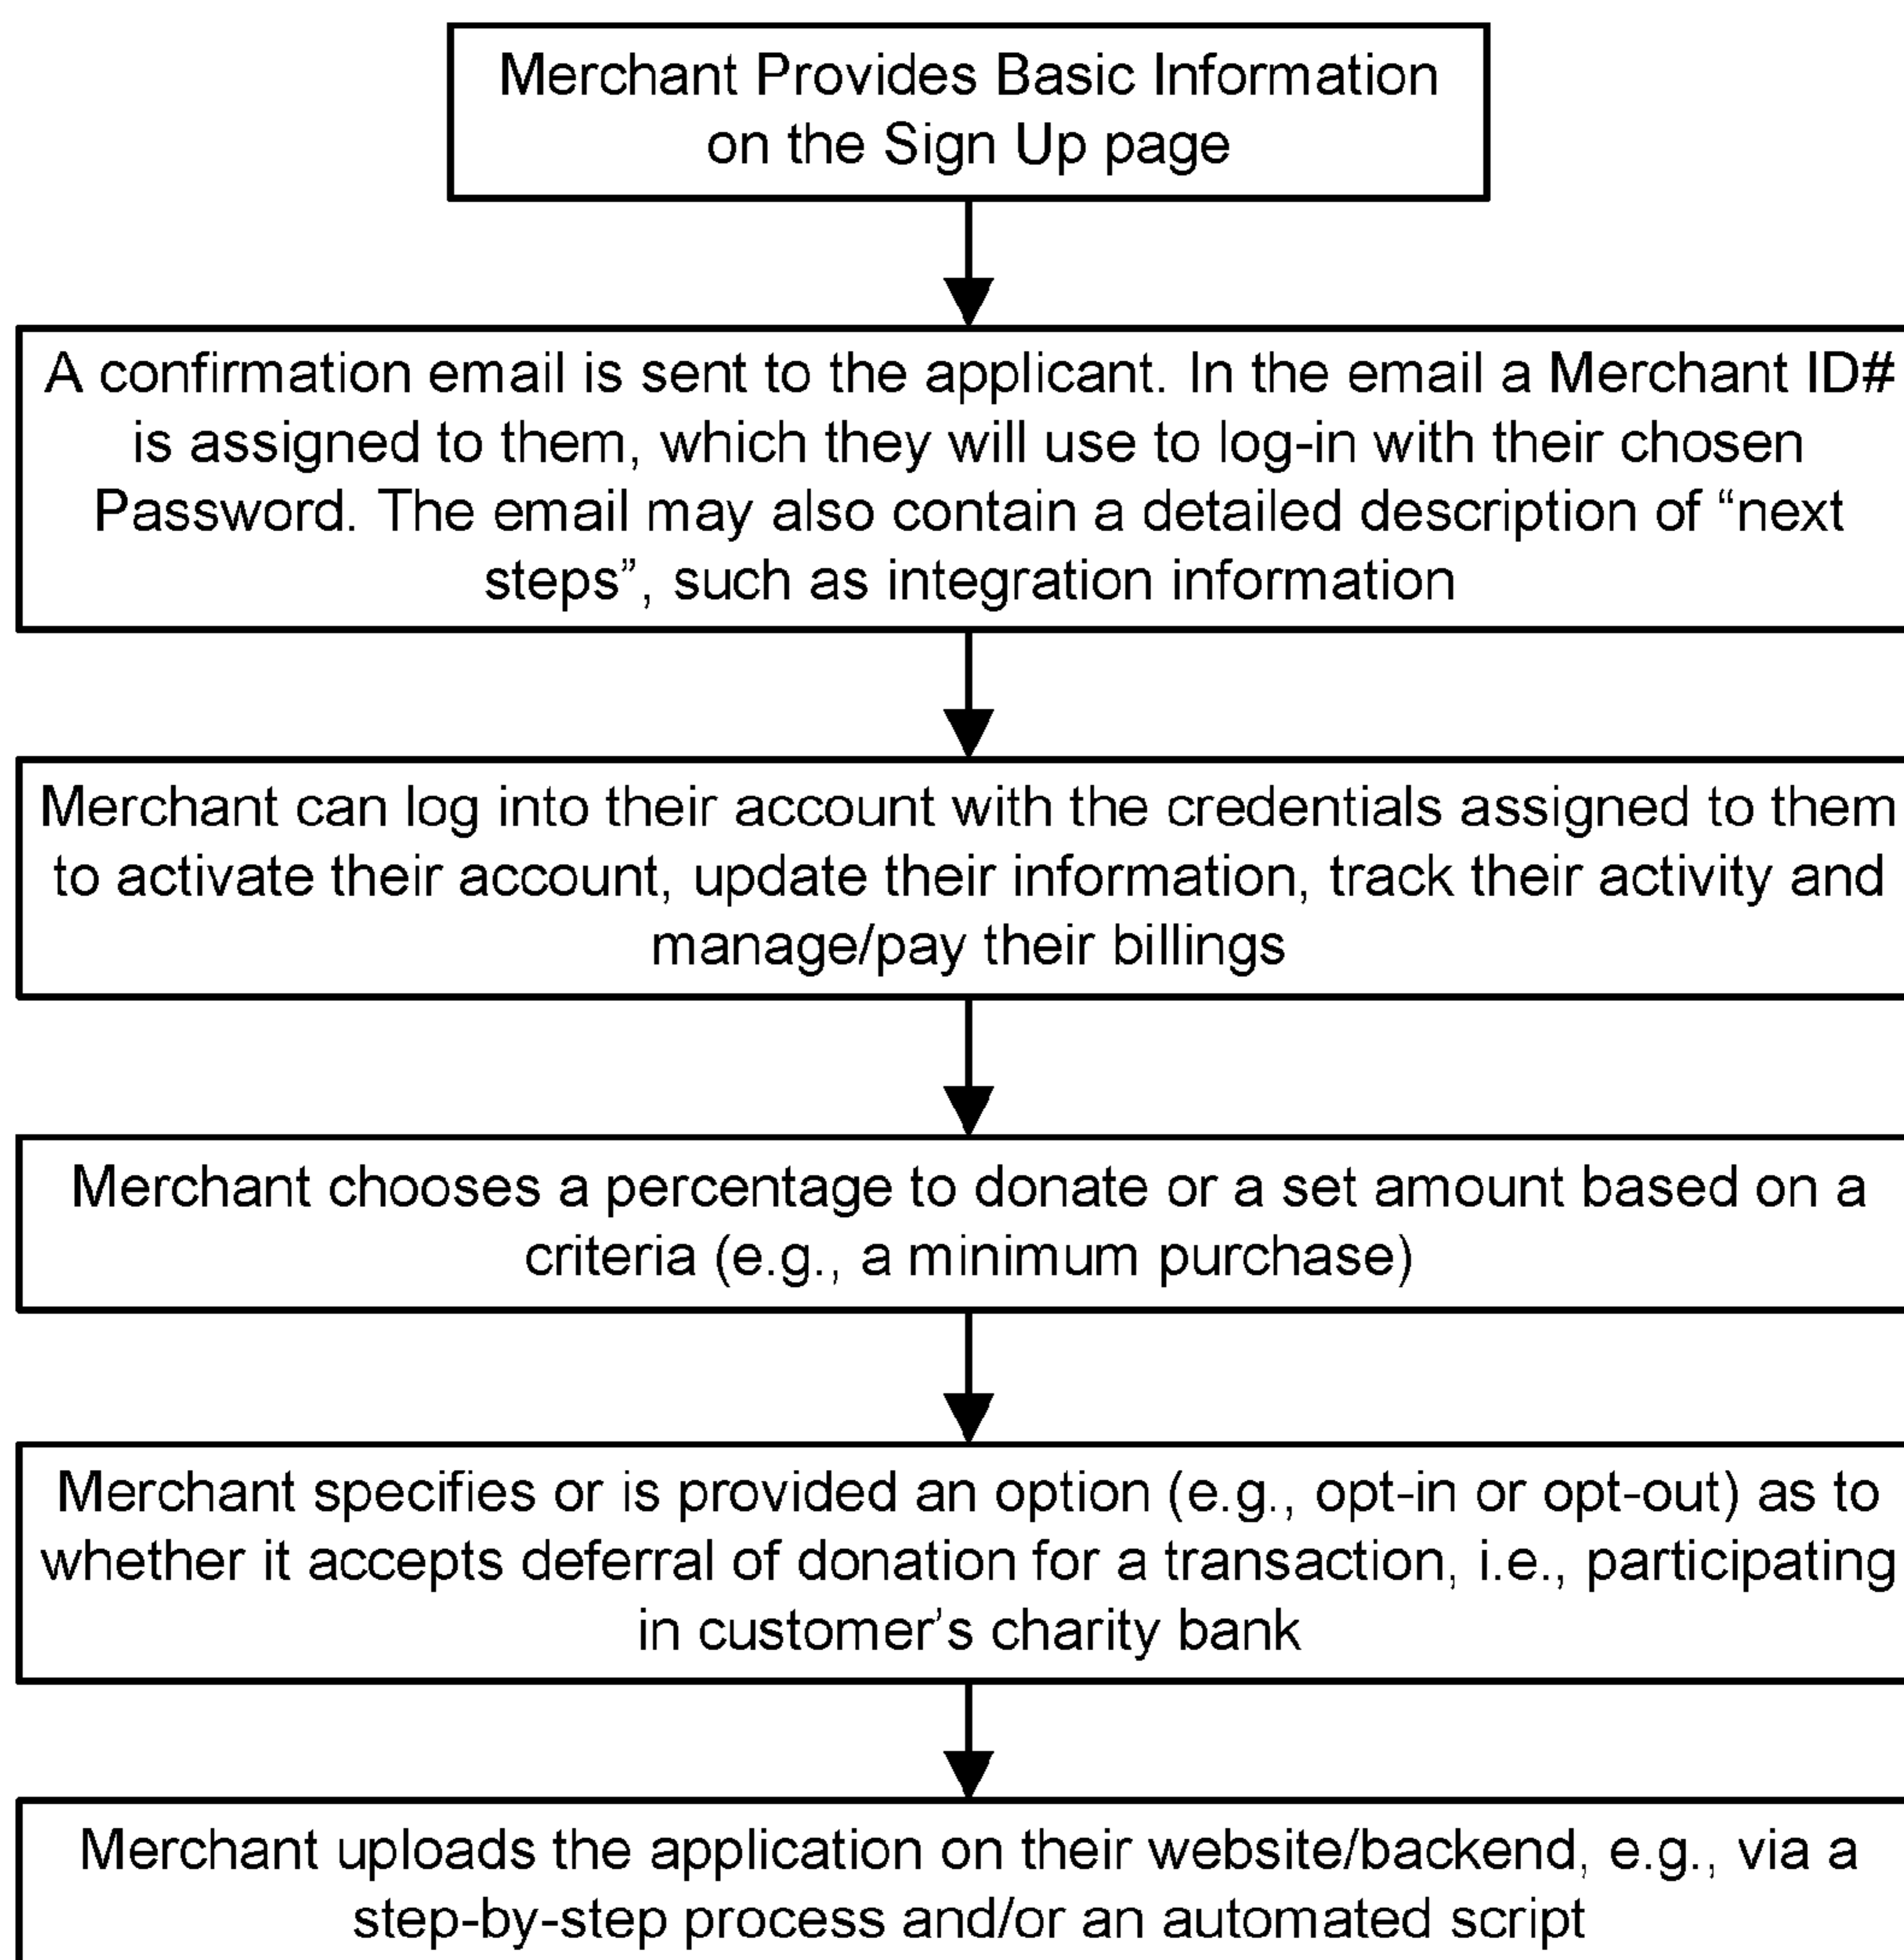 Merchant Provides Basic Information
on the Sign Up page
A confirmation email is sent to the applicant. In the email a Merchant ID#
is assigned to them, which they will use to log-in with their chosen
Password. The email may also contain a detailed description of “next
steps”, such as integration information
Merchant can log into their account with the credentials assigned to them
to activate their account, update their information, track their activity and
manage/pay their billings
Merchant chooses a percentage to donate or a set amount based on a
criteria (e.g., a minimum purchase)
Merchant specifies or is provided an option (e.g., opt-in or opt-out) as to
whether it accepts deferral of donation for a transaction, i.e., participating
in customer’s charity bank
Merchant uploads the application on their website/backend, e.g., via a
step-by-step process and/or an automated script